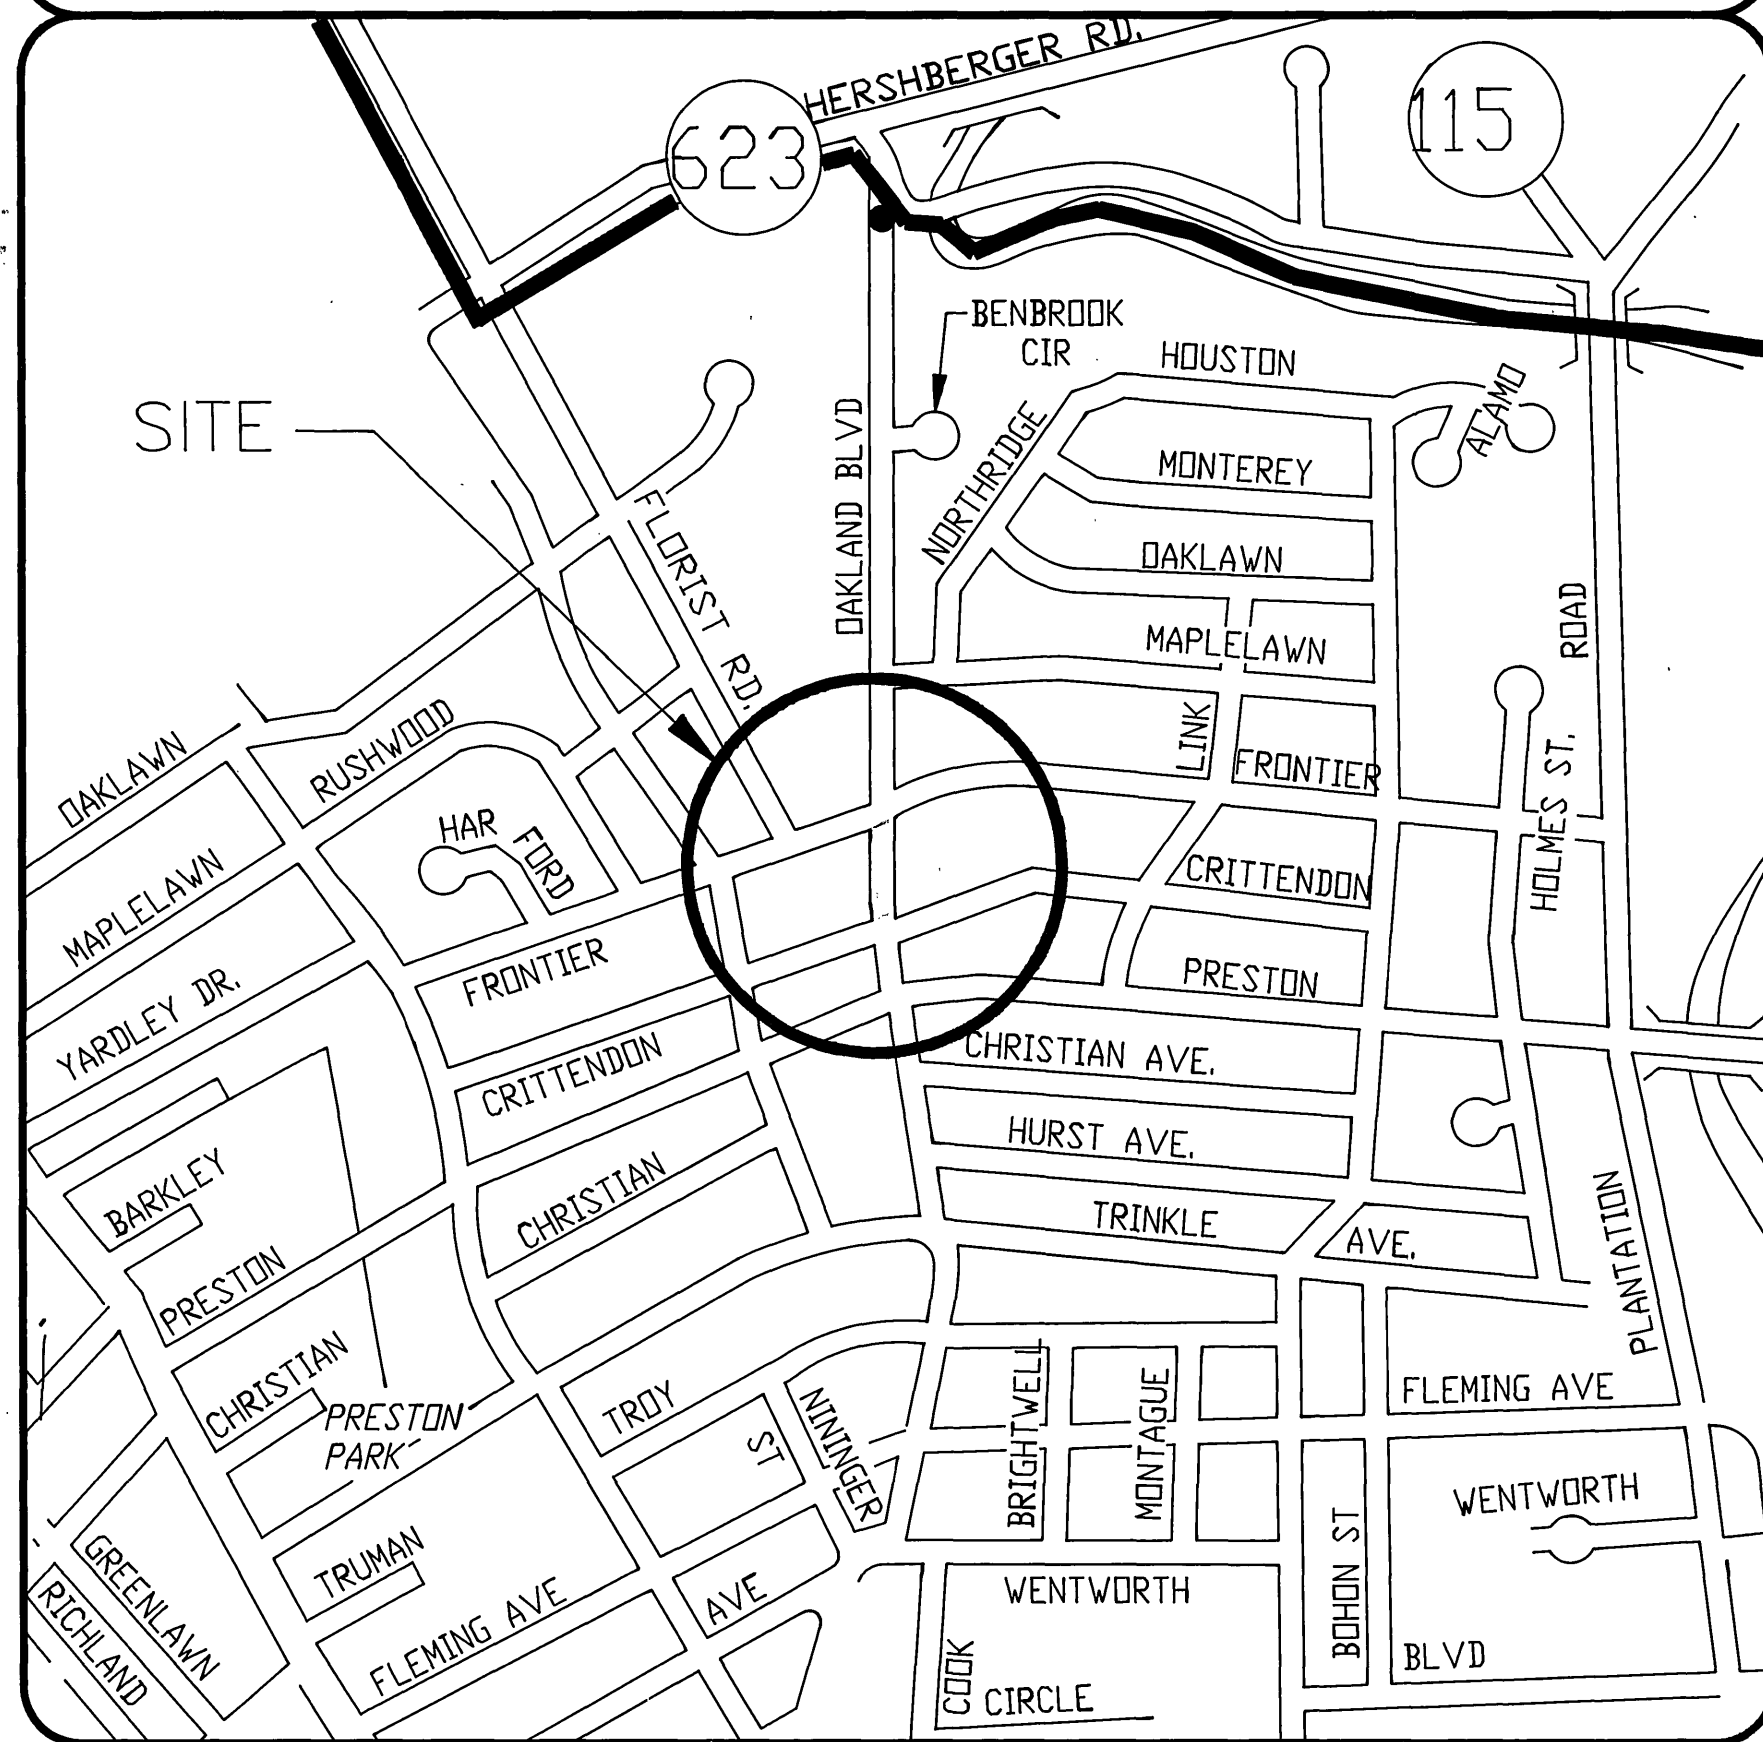 HERSHBERGER RD.
623
115
BENBROOK
CIR
HOUSTON
ALAMO
SITE
OAKLAND BLVD
NORTHRIDGE
MONTEREY
FLORIST RD.
OAKLAWN
MAPLELAWN
ROAD
OAKLAWN
RUSHWOOD
LINK
FRONTIER
HOLMES ST.
HAR
FORD
MAPLELAWN
CRITTENDON
YARDLEY DR.
FRONTIER
PRESTON
CRITTENDON
CHRISTIAN AVE.
HURST AVE.
BARKLEY
CHRISTIAN
TRINKLE
AVE.
PLANTATION
PRESTON
CHRISTIAN
PRESTON
PARK
TROY
ST
NININGER
BRIGHTWELL
MONTAGUE
FLEMING AVE
WENTWORTH
GREENLAWN
RICHLAND
TRUMAN
FLEMING AVE
AVE
WENTWORTH
BOHON ST
BLVD
COOK
CIRCLE